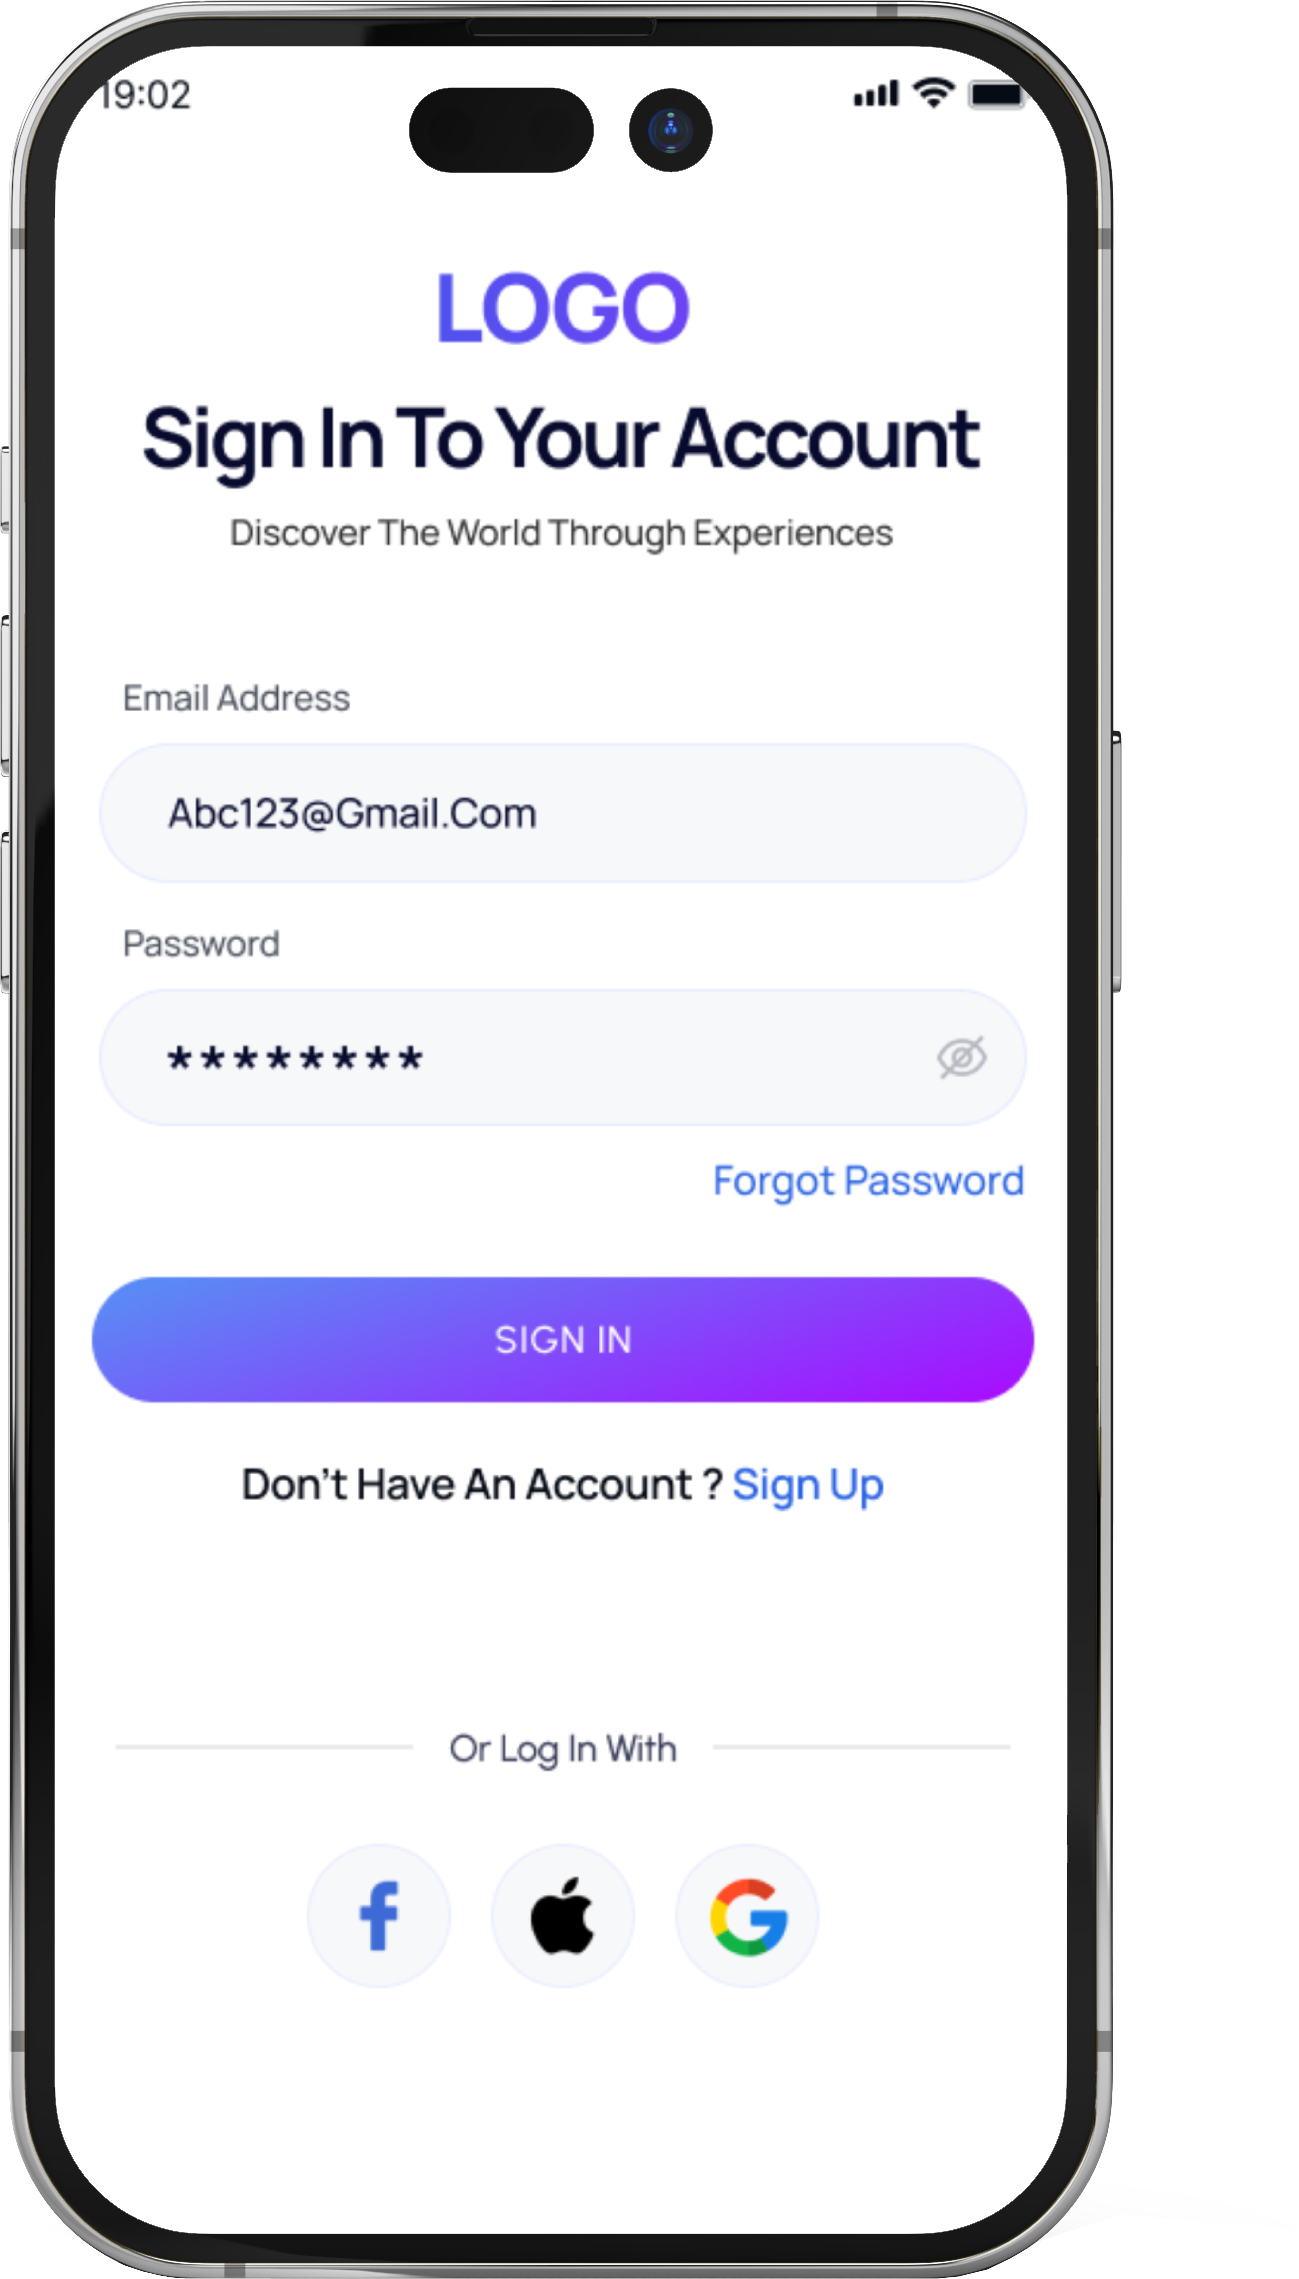 19:02
LOGO
Sign In To Your Account
Discover The World Through Experiences
Email Address
Abc123@Gmail.Com
Password
********
Forgot Password
SIGN IN
Don't Have An Account ? Sign Up
Or Log In With